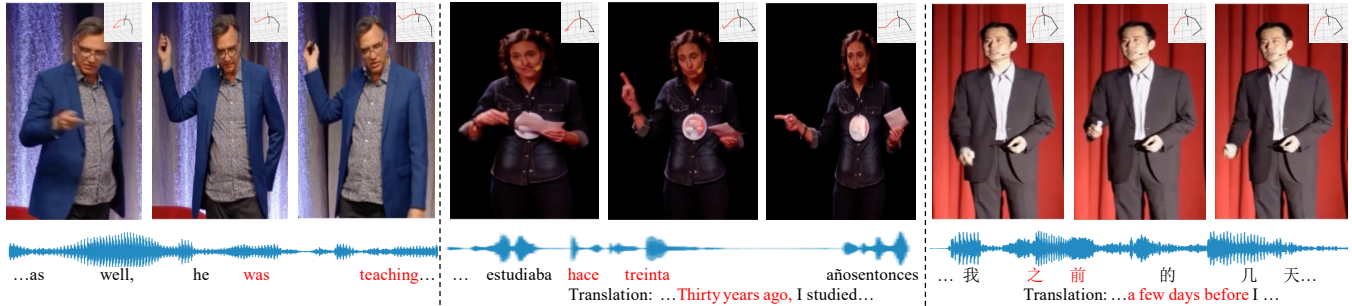 …as well, he was teaching…
… estudiaba hace treinta añosentonces
Translation: …Thirty years ago, I studied…
… 我 之 前 的 几 天…
Translation: …a few days before I …